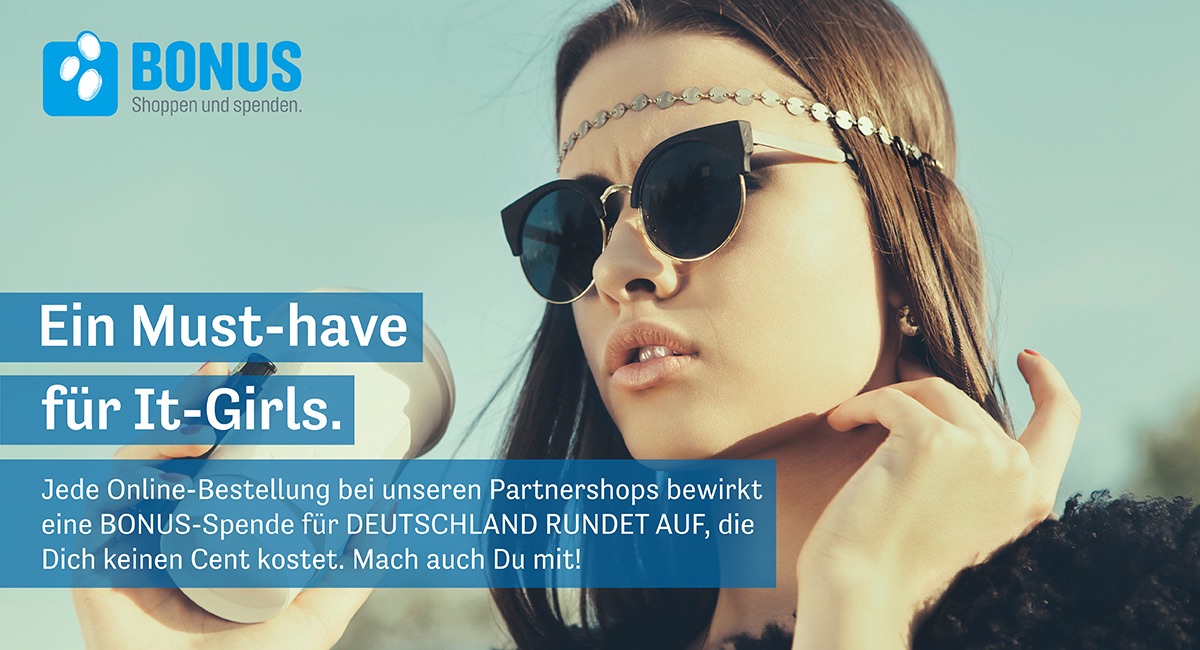 BONUS
Shoppen und spenden.
Ein Must-have
für It-Girls.
Jede Online-Bestellung bei unseren Partnershops bewirkt
eine BONUS-Spende für DEUTSCHLAND RUNDET AUF, die
Dich keinen Cent kostet. Mach auch Du mit!